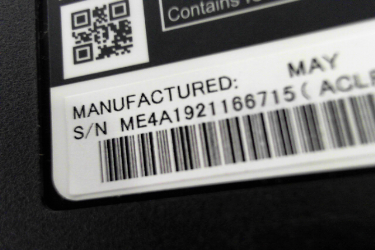 Contains
MANUFACTURED: MAY
S/N ME4A1921166715( ACL